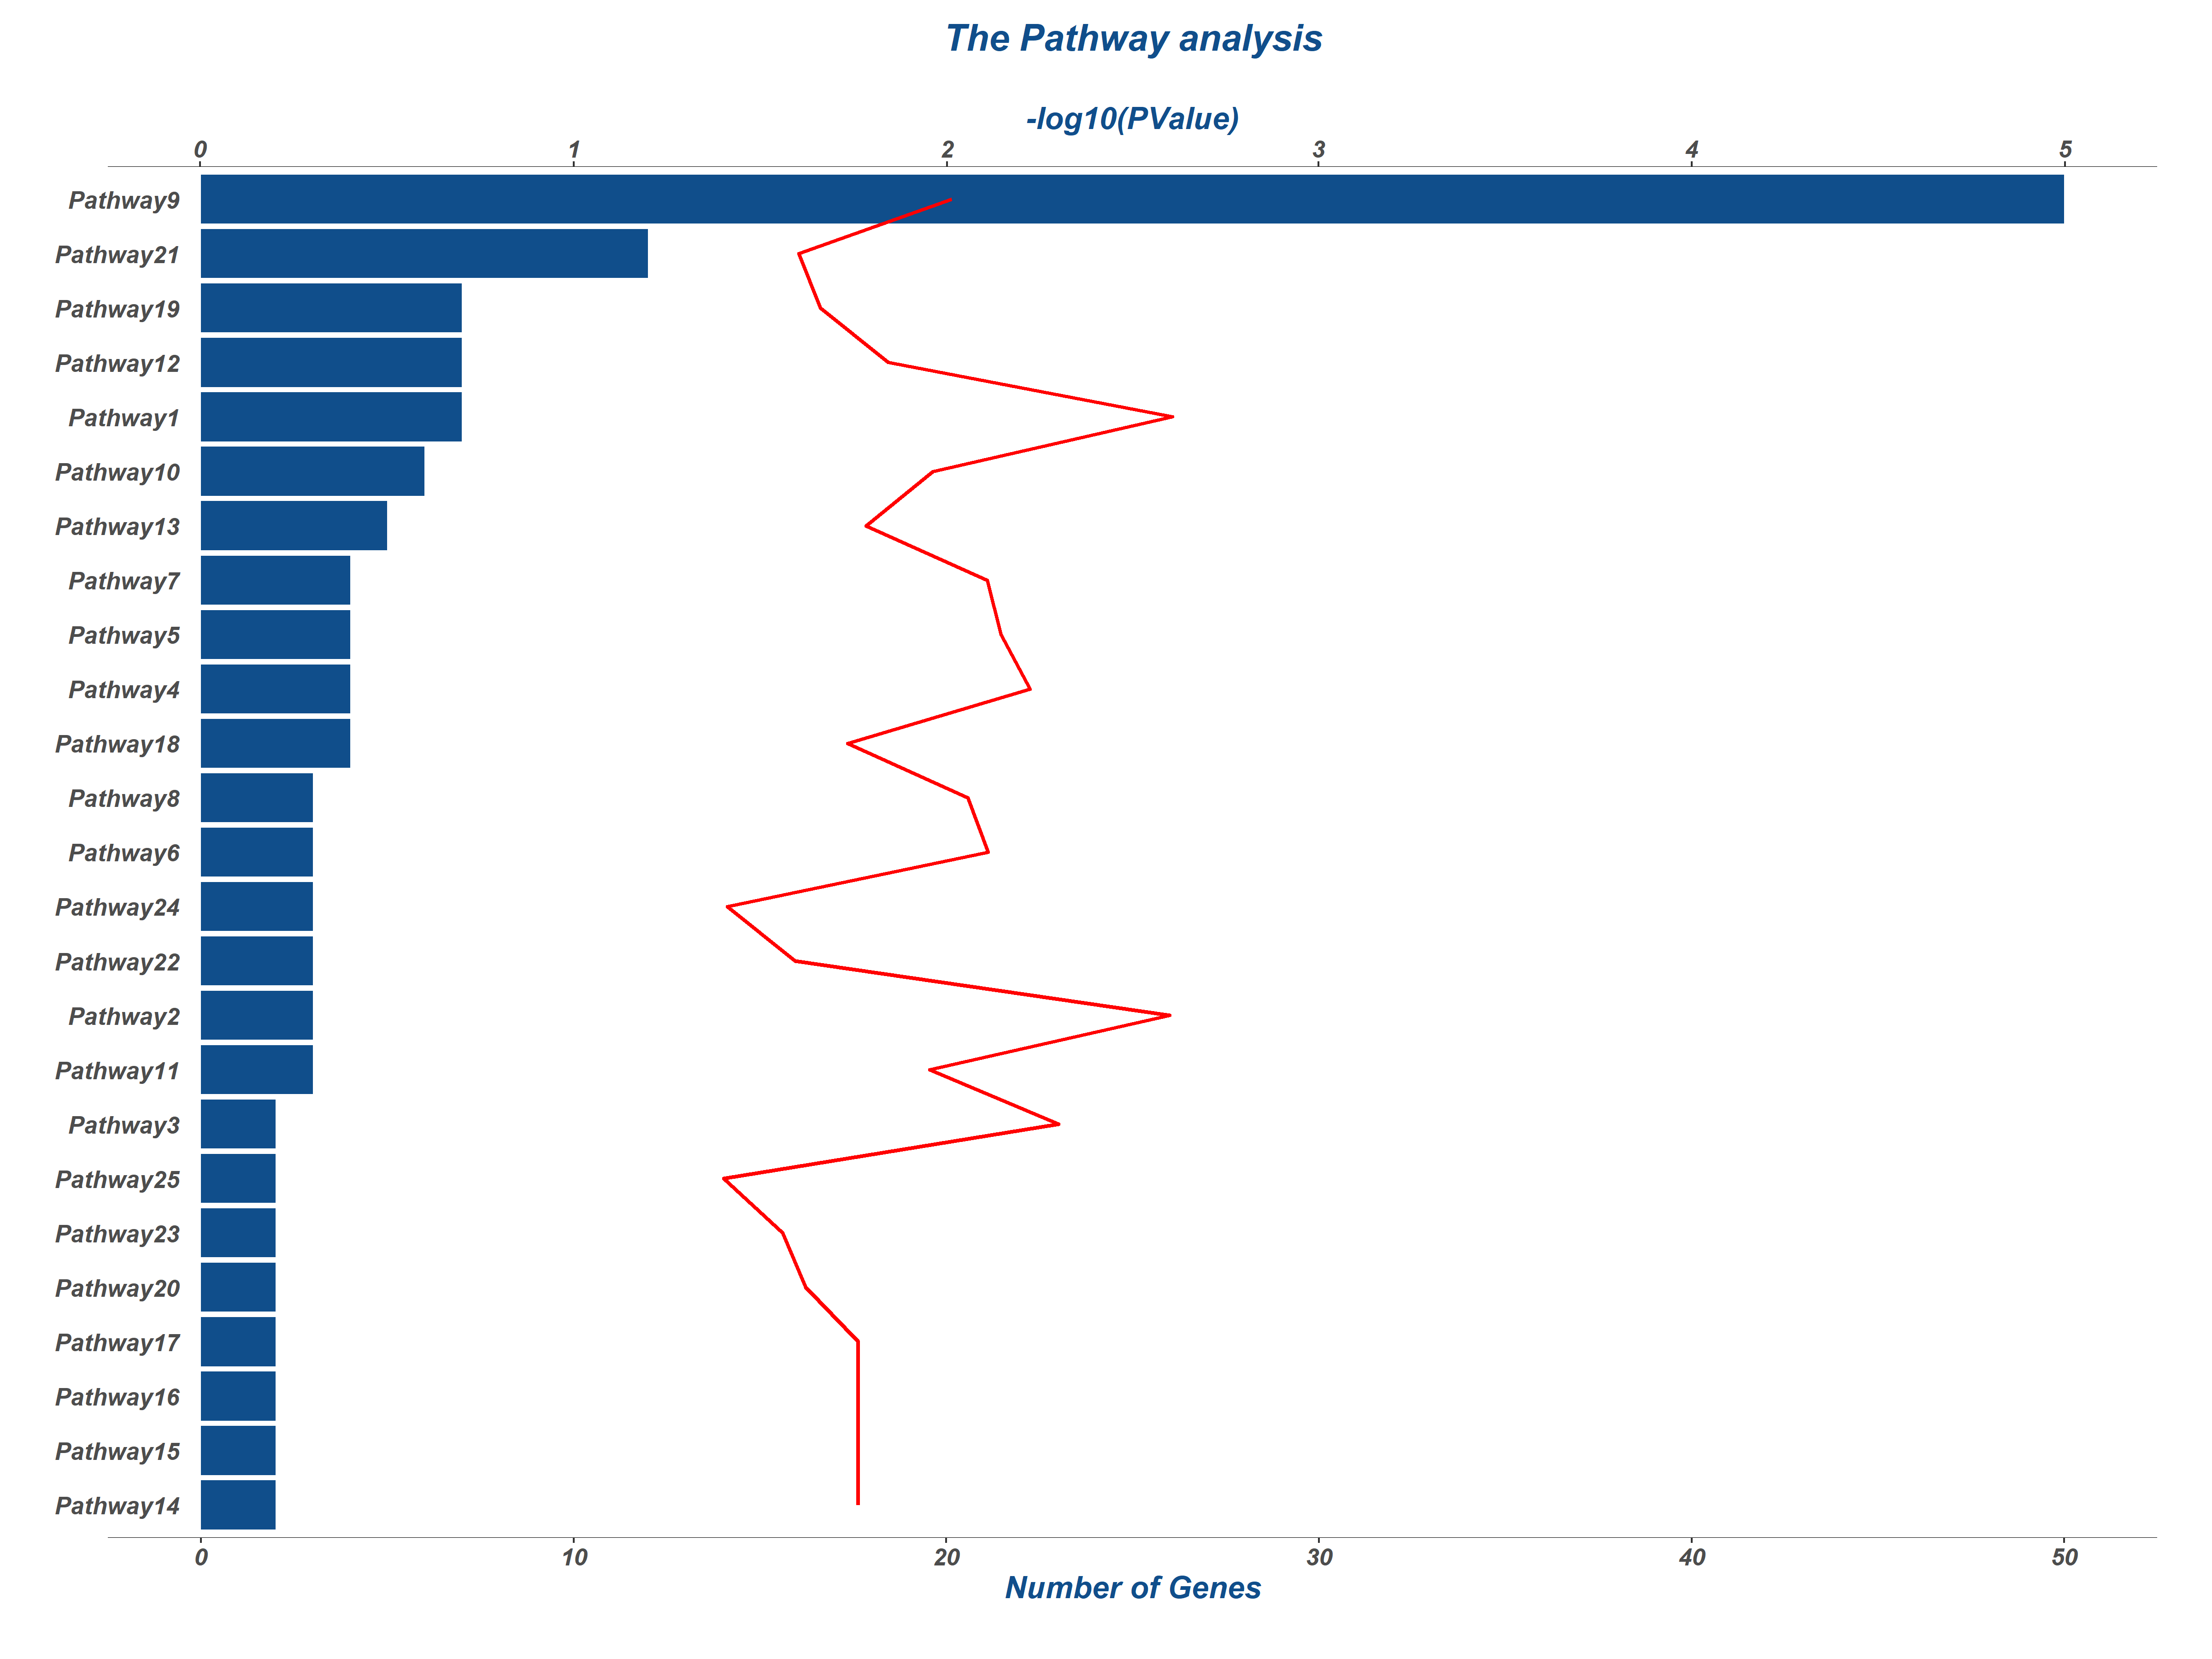 The Pathway analysis
-log10(PValue)
0 1 2 3 4 5
Pathway9
Pathway21
Pathway19
Pathway12
Pathway1
Pathway10
Pathway13
Pathway7
Pathway5
Pathway4
Pathway18
Pathway8
Pathway6
Pathway24
Pathway22
Pathway2
Pathway11
Pathway3
Pathway25
Pathway23
Pathway20
Pathway17
Pathway16
Pathway15
Pathway14
0 10 20 30 40 50
Number of Genes